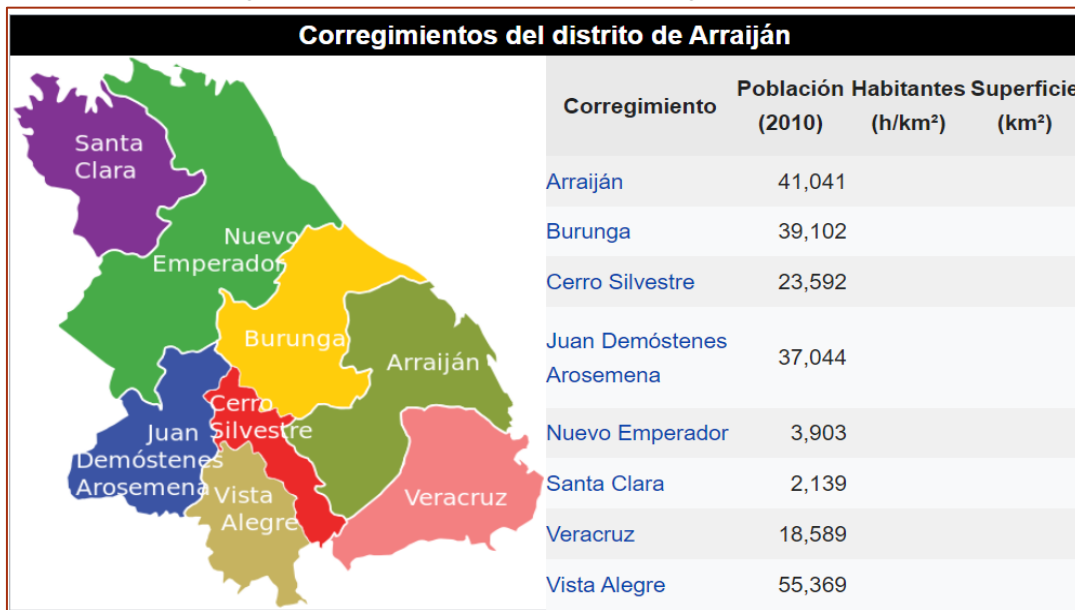 Corregimientos del distrito de Arraiján
Santa
Clara
Nuevo
Emperador
Burunga
Arraiján
Cerro
Silvestre
Juan
Demóstenes
Arosemena
Vista
Alegre
Veracruz
Corregimiento Población (2010) Habitantes (h/km²) Superficie (km²)
Arraiján 41,041
Burunga 39,102
Cerro Silvestre 23,592
Juan Demóstenes
Arosemena 37,044
Nuevo Emperador 3,903
Santa Clara 2,139
Veracruz 18,589
Vista Alegre 55,369